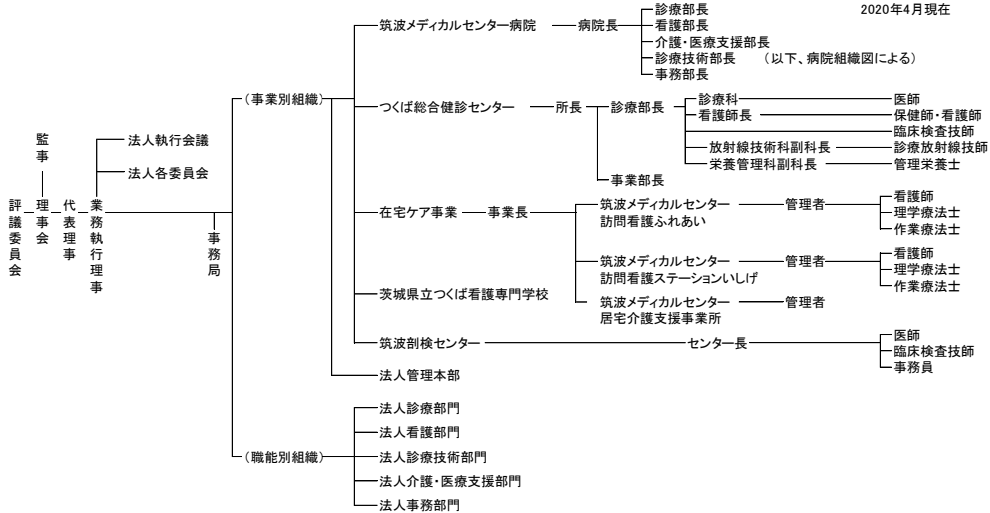 2020年4月現在
評議委員会
監事
理事会
代表理事
業務執行理事
法人執行会議
法人各委員会
事務局
(事業別組織)
筑波メディカルセンター病院
病院長
診療部長
看護部長
介護・医療支援部長
診療技術部長 (以下、病院組織図による)
事務部長
つくば総合健診センター
所長
診療部長
診療科
医師
看護師長
保健師・看護師
臨床検査技師
放射線技術科副科長
診療放射線技師
栄養管理科副科長
管理栄養士
事業部長
在宅ケア事業
事業長
筑波メディカルセンター
訪問看護ふれあい
管理者
看護師
理学療法士
作業療法士
筑波メディカルセンター
訪問看護ステーションいしげ
管理者
看護師
理学療法士
作業療法士
筑波メディカルセンター
居宅介護支援事業所
管理者
茨城県立つくば看護専門学校
筑波剖検センター
センター長
医師
臨床検査技師
事務員
法人管理本部
(職能別組織)
法人診療部門
法人看護部門
法人診療技術部門
法人介護・医療支援部門
法人事務部門